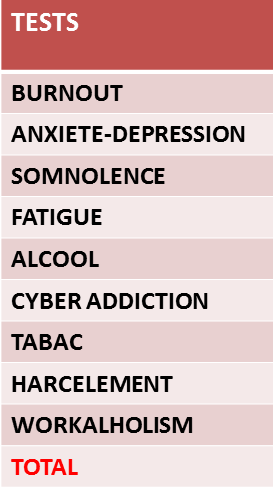 TESTS
BURNOUT
ANXIETE-DEPRESSION
SOMNOLENCE
FATIGUE
ALCOOL
CYBER ADDICTION
TABAC
HARCELEMENT
WORKALHOLISM
TOTAL